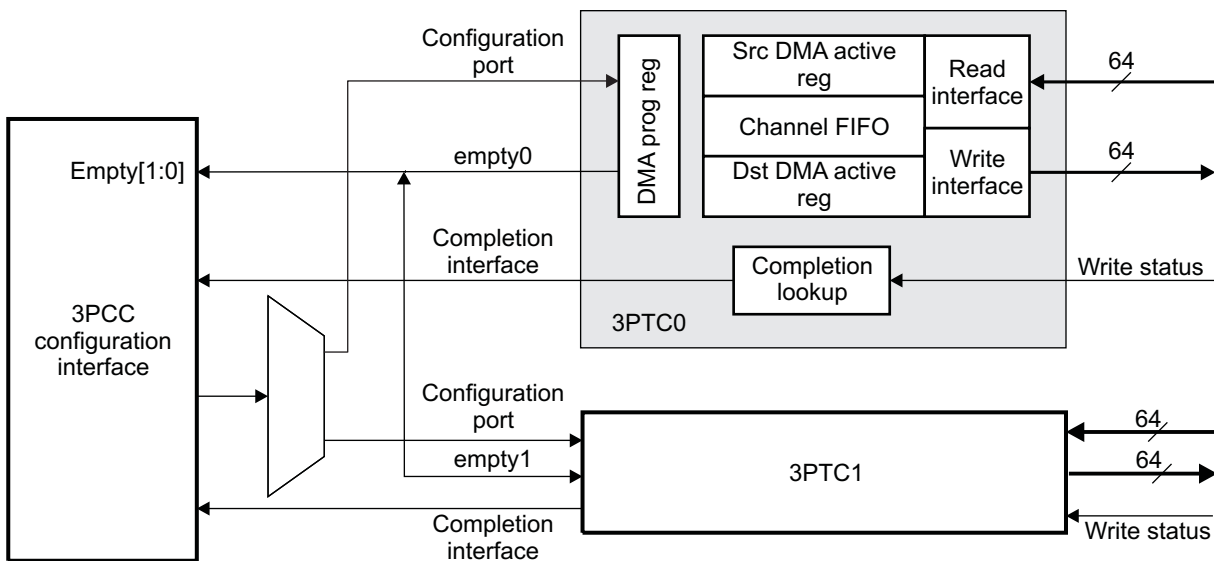 Configuration
port
DMA prog reg
Src DMA active
reg
Channel FIFO
Dst DMA active
reg
Read
interface
Write
interface
64
64
Empty[1:0]
empty0
Completion
interface
Completion
lookup
Write status
3PTC0
3PCC
configuration
interface
Configuration
port
empty1
3PTC1
64
64
Completion
interface
Write status